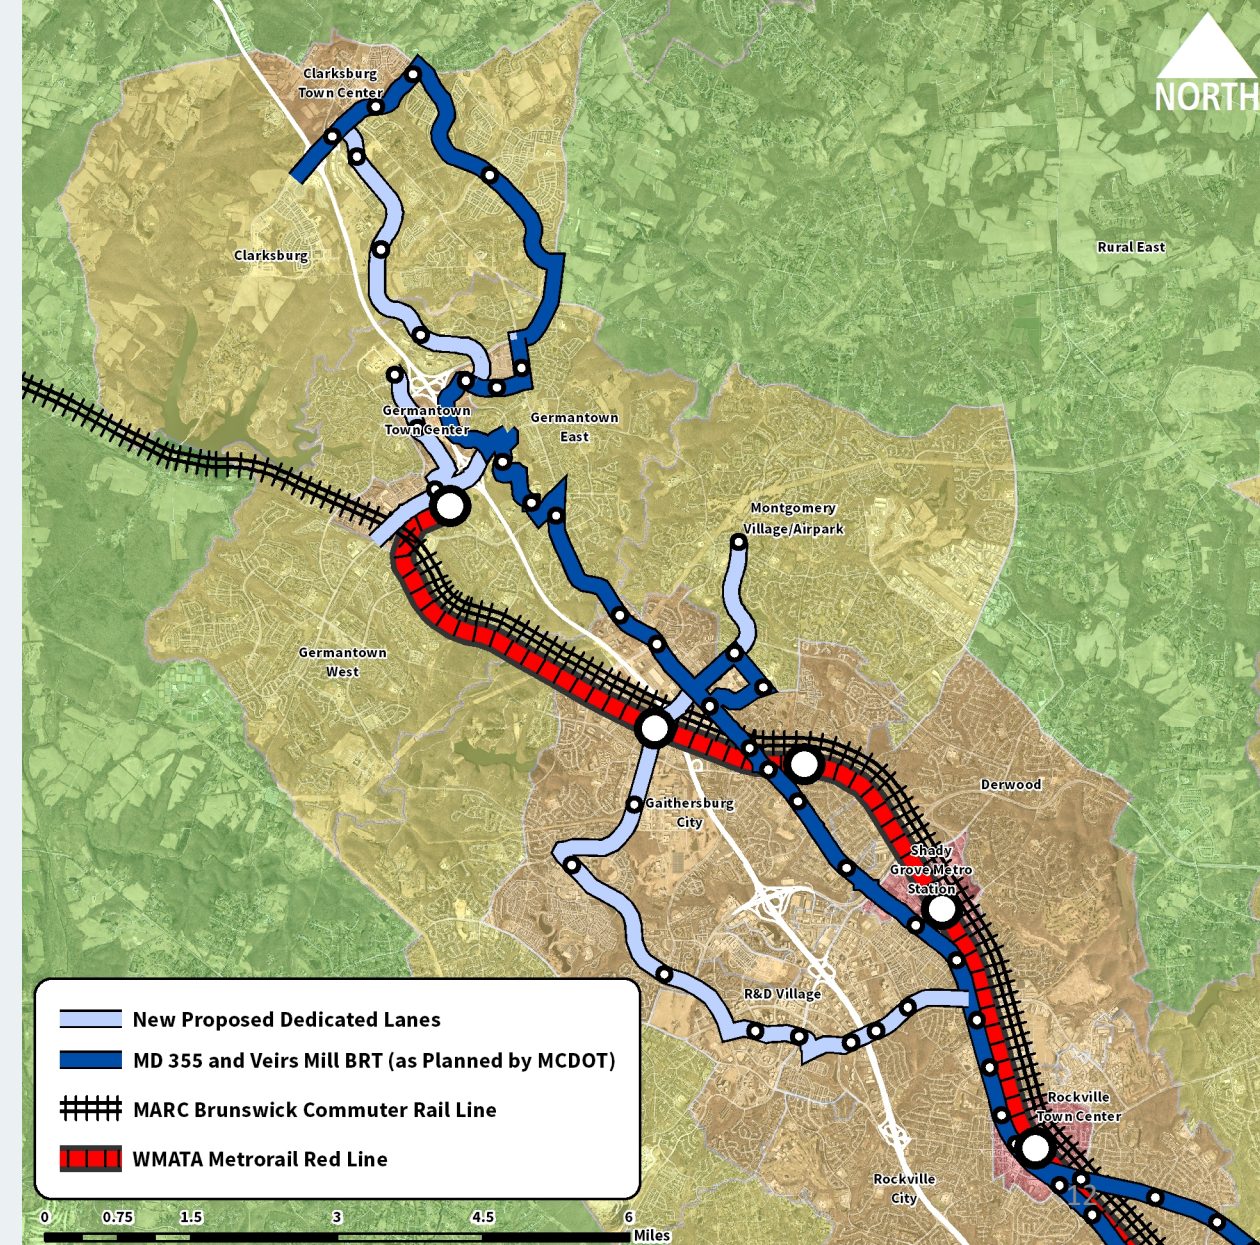 NORTH
Clarksburg
Town Center
Clarksburg
Rural East
Germantown
Town Center
Germantown
East
Montgomery
Village/Airpark
Germantown
West
Gaithersburg
City
Derwood
Shady
Grove Metro
Station
R&D Village
Rockville
Town Center
Rockville
City
12
New Proposed Dedicated Lanes
MD 355 and Veirs Mill BRT (as Planned by MCDOT)
MARC Brunswick Commuter Rail Line
WMATA Metrorail Red Line
0 0.75 1.5 3 4.5 6
Miles